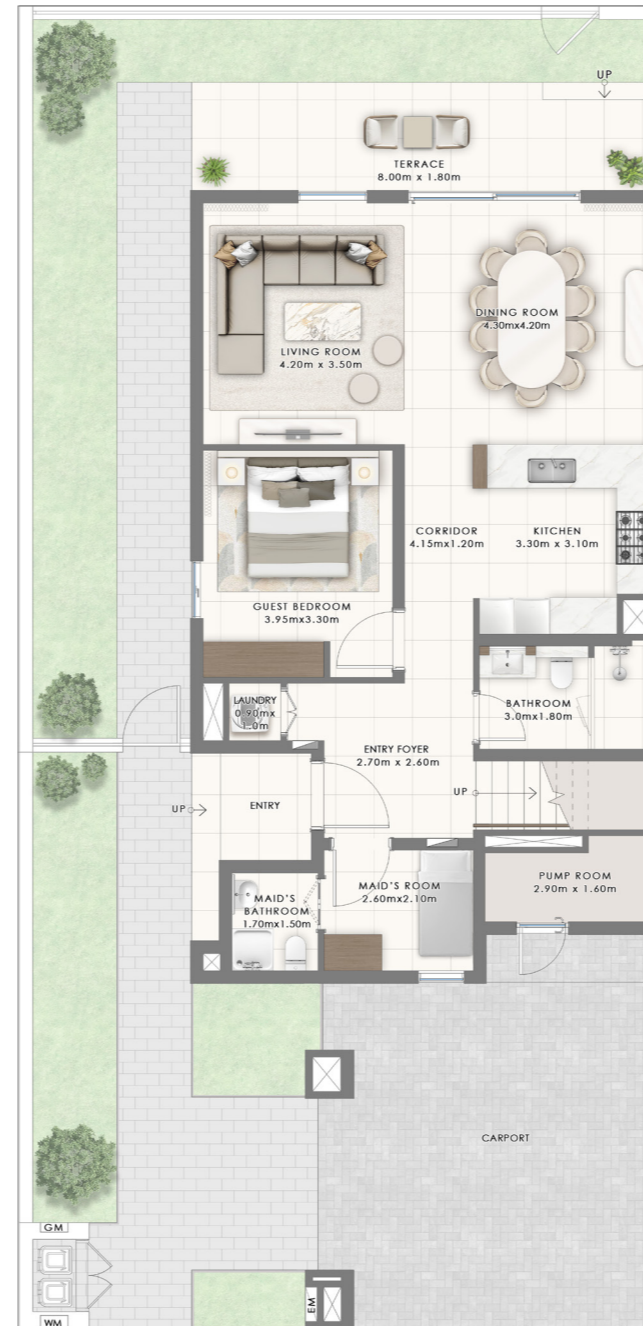 UP
TERRACE
8.00m x 1.80m
DINING ROOM
4.30mx4.20m
LIVING ROOM
4.20m x 3.50m
CORRIDOR
4.15mx1.20m
KITCHEN
3.30m x 3.10m
GUEST BEDROOM
3.95mx3.30m
LAUNDRY
0.90mx
1.0m
BATHROOM
3.0mx1.80m
ENTRY FOYER
2.70m x 2.60m
UP
ENTRY
UP
PUMP ROOM
2.90m x 1.60m
MAID'S ROOM
2.60mx2.10m
MAID'S
BATHROOM
1.70mx1.50m
CARPORT
GM
EM
WM